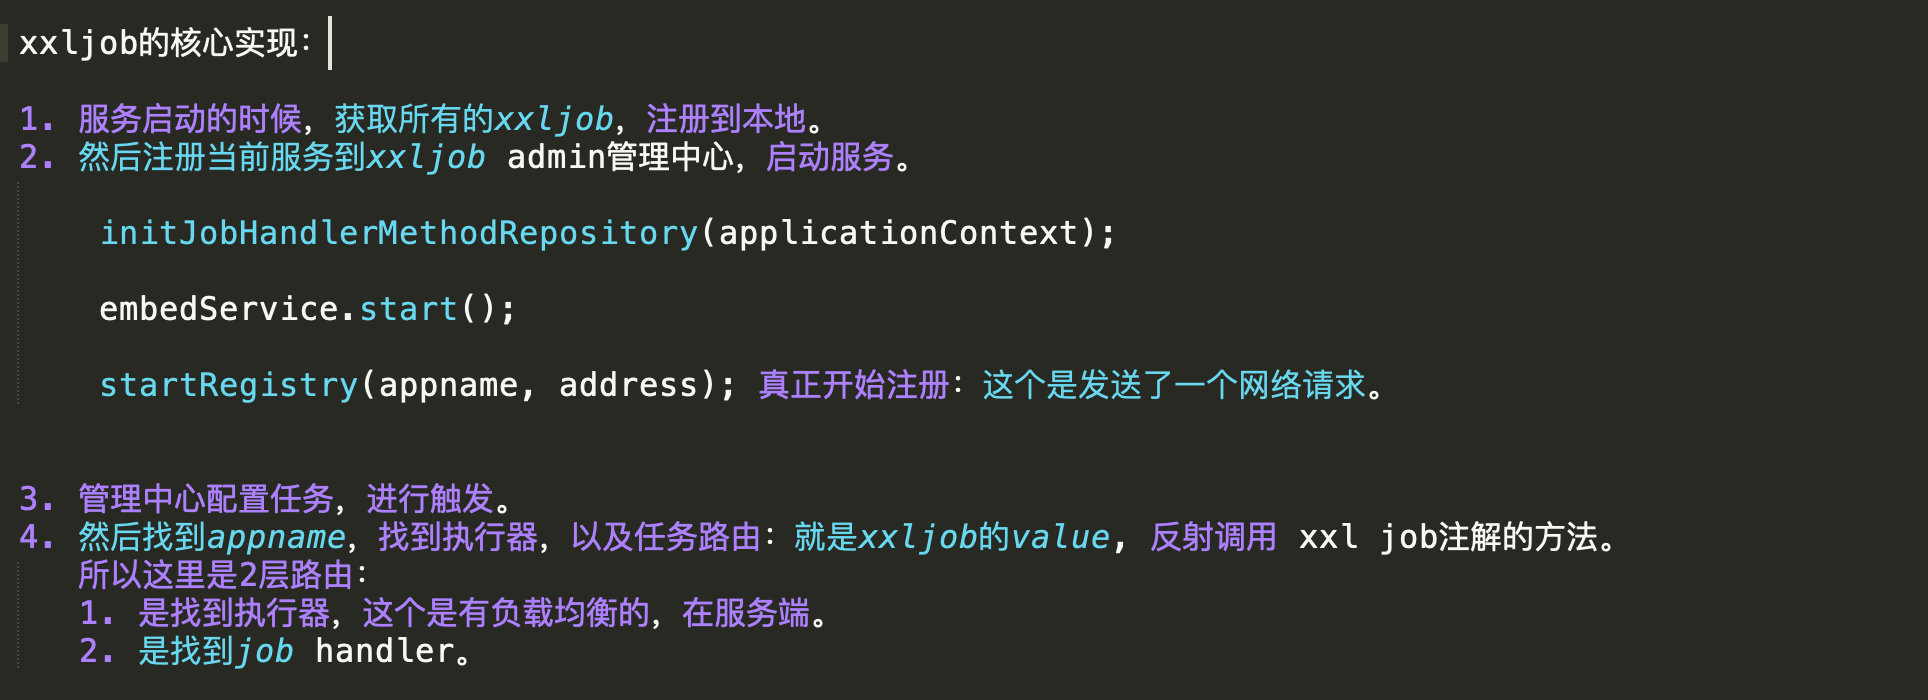 xxljob的核心实现：
1. 服务启动的时候，获取所有的xxljob，注册到本地。
2. 然后注册当前服务到xxljob admin管理中心，启动服务。
initJobHandlerMethodRepository(applicationContext);
embedService.start();
startRegistry(appname, address); 真正开始注册：这个是发送了一个网络请求。
3. 管理中心配置任务，进行触发。
4. 然后找到appname，找到执行器，以及任务路由：就是xxljob的value, 反射调用 xxl job注解的方法。
所以这里是2层路由：
1. 是找到执行器，这个是有负载均衡的，在服务端。
2. 是找到job handler。